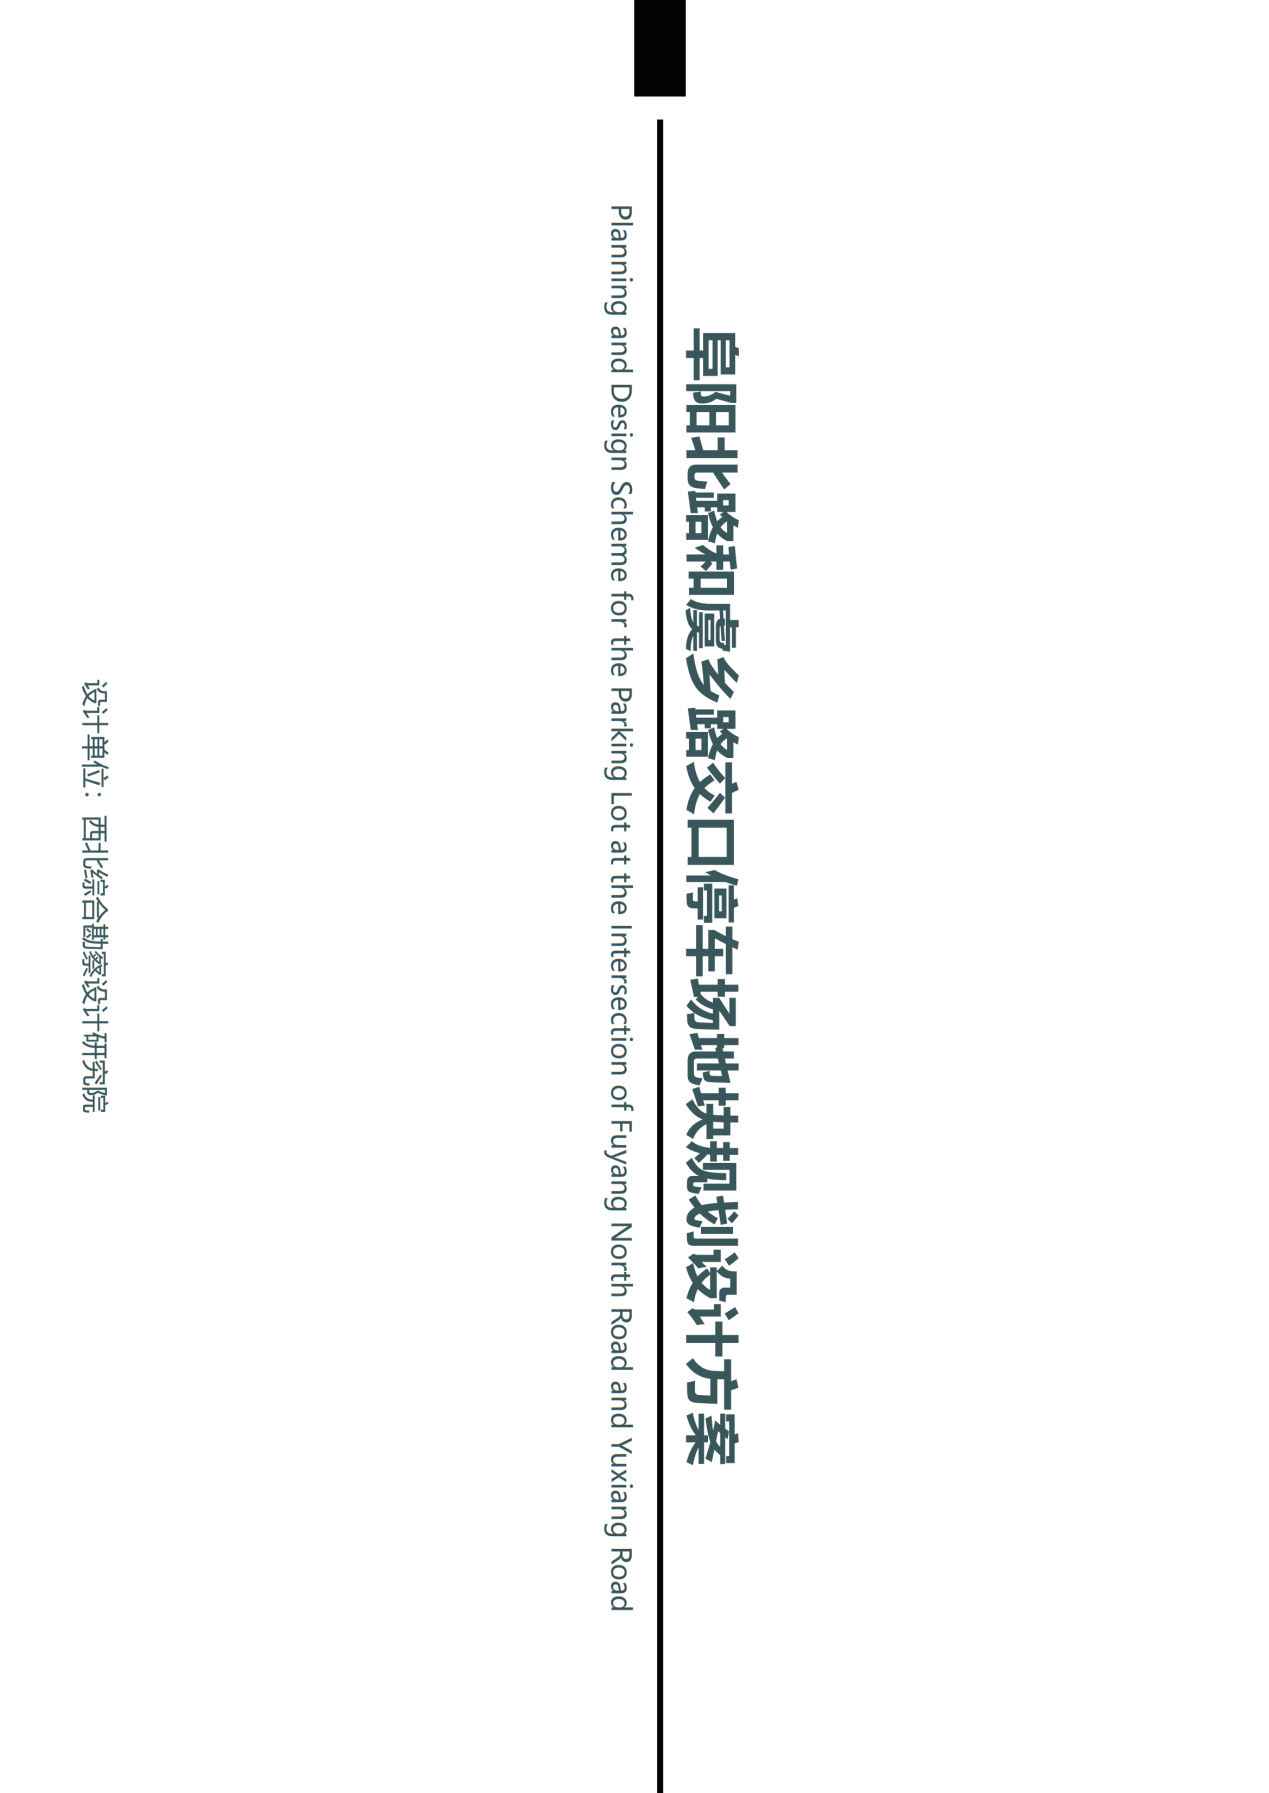 阜阳北路和虞乡路交口停车场地块规划设计方案
Planning and Design Scheme for the Parking Lot at the Intersection of Fuyang North Road and Yuxiang Road
设计单位：西北综合勘察设计研究院